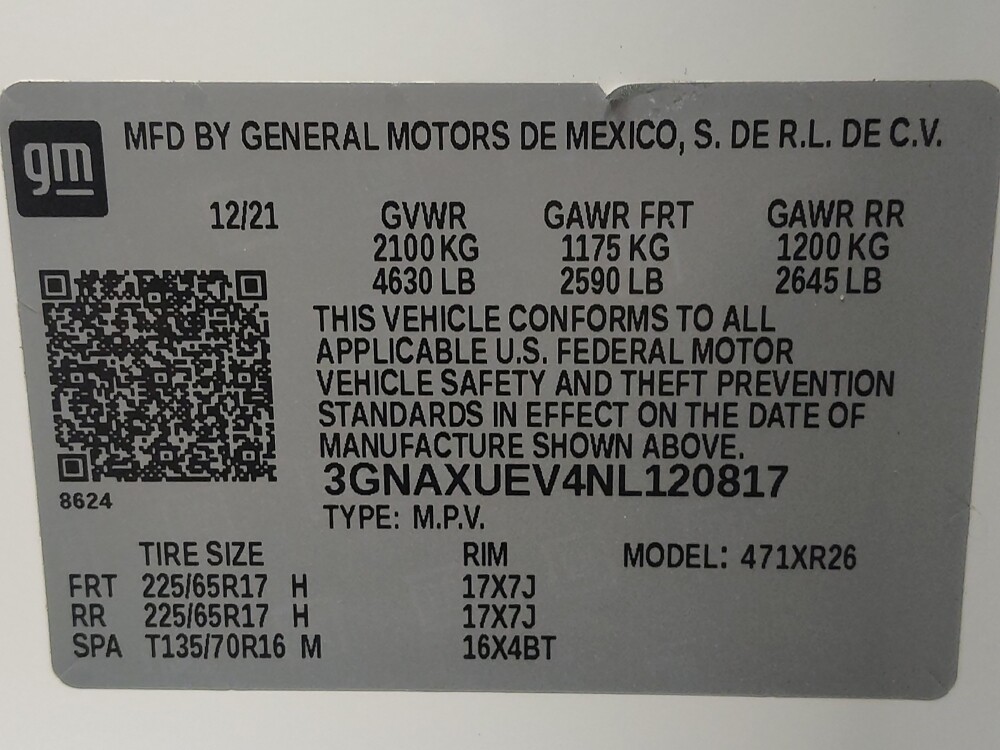 gm
MFD BY GENERAL MOTORS DE MEXICO, S. DE R.L. DE C.V.
12/21 GVWR GAWR FRT GAWR RR
2100 KG 1175 KG 1200 KG
4630 LB 2590 LB 2645 LB
THIS VEHICLE CONFORMS TO ALL
APPLICABLE U.S. FEDERAL MOTOR
VEHICLE SAFETY AND THEFT PREVENTION
STANDARDS IN EFFECT ON THE DATE OF
MANUFACTURE SHOWN ABOVE.
3GNAXUEV4NL120817
8624
TYPE: M.P.V.
TIRE SIZE RIM MODEL: 471XR26
FRT 225/65R17 H 17X7J
RR 225/65R17 H 17X7J
SPA T135/70R16 M 16X4BT